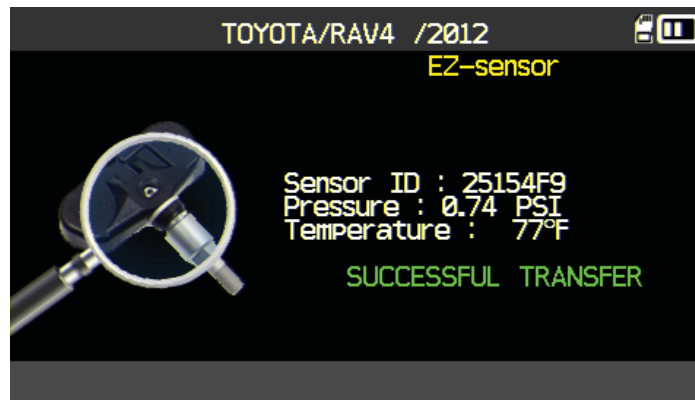 TOYOTA/RAV4 /2012
EZ-sensor
Sensor ID : 25154F9
Pressure : 0.74 PSI
Temperature : 77°F
SUCCESSFUL TRANSFER